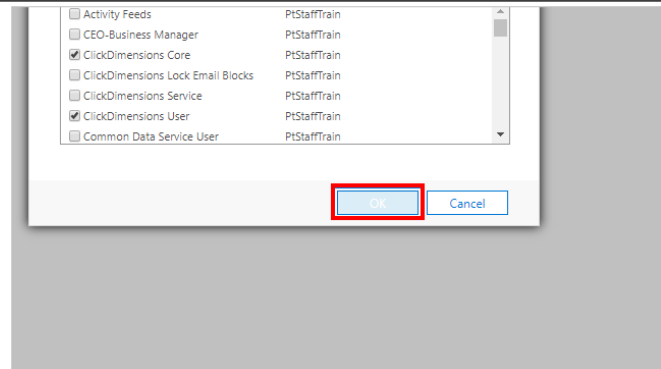 Activity Feeds PtStaffTrain
CEO-Business Manager PtStaffTrain
ClickDimensions Core PtStaffTrain
ClickDimensions Lock Email Blocks PtStaffTrain
ClickDimensions Service PtStaffTrain
ClickDimensions User PtStaffTrain
Common Data Service User PtStaffTrain
OK Cancel